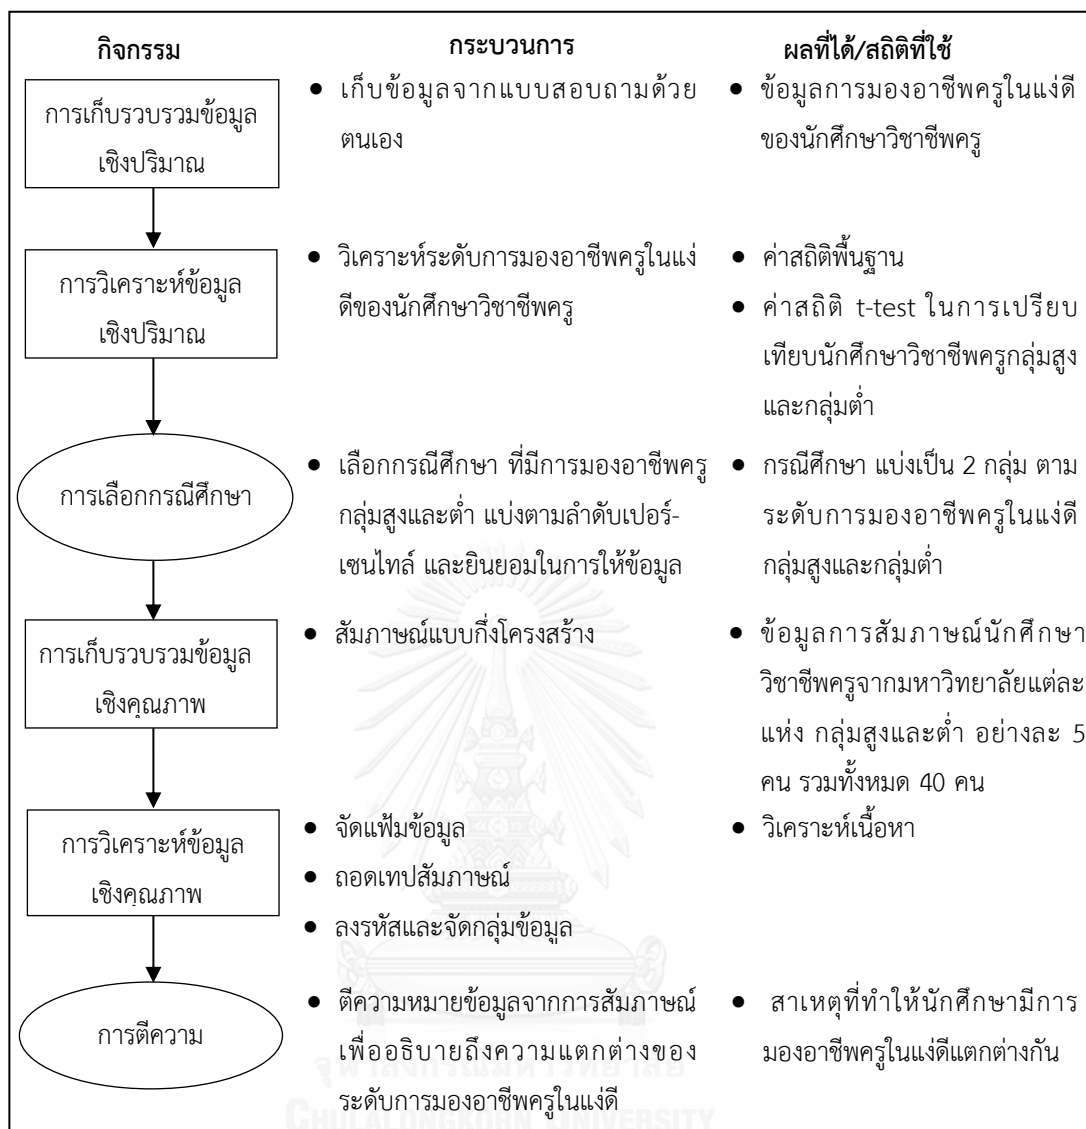 กิจกรรม กระบวนการ ผลที่ได้/สถิติที่ใช้
การเก็บรวบรวมข้อมูล
เชิงปริมาณ
• เก็บข้อมูลจากแบบสอบถามด้วย
ตนเอง
• ข้อมูลการมองอาชีพครูในแง่ดี
ของนักศึกษาวิชาชีพครู
การวิเคราะห์ข้อมูล
เชิงปริมาณ
• วิเคราะห์ระดับการมองอาชีพครูในแง่
ดีของนักศึกษาวิชาชีพครู
• ค่าสถิติพื้นฐาน
• ค่าสถิติ t-test ในการเปรียบ
เทียบนักศึกษาวิชาชีพครูกลุ่มสูง
และกลุ่มต่ำ
การเลือกกรณีศึกษา
• เลือกกรณีศึกษา ที่มีการมองอาชีพครู
กลุ่มสูงและต่ำ แบ่งตามลำดับเปอร์-
เซนไทล์ และยินยอมในการให้ข้อมูล
• กรณีศึกษา แบ่งเป็น 2 กลุ่ม ตาม
ระดับการมองอาชีพครูในแง่ดี
กลุ่มสูงและกลุ่มต่ำ
การเก็บรวบรวมข้อมูล
เชิงคุณภาพ
• สัมภาษณ์แบบกึ่งโครงสร้าง
• ข้อมูลการสัมภาษณ์นักศึกษา
วิชาชีพครูจากมหาวิทยาลัยแต่ละ
แห่ง กลุ่มสูงและต่ำ อย่างละ 5
คน รวมทั้งหมด 40 คน
การวิเคราะห์ข้อมูล
เชิงคุณภาพ
• จัดแฟ้มข้อมูล
• ถอดเทปสัมภาษณ์
• ลงรหัสและจัดกลุ่มข้อมูล
• วิเคราะห์เนื้อหา
การตีความ
• ตีความหมายข้อมูลจากการสัมภาษณ์
เพื่ออธิบายถึงความแตกต่างของ
ระดับการมองอาชีพครูในแง่ดี
• สาเหตุที่ทำให้นักศึกษามีการ
มองอาชีพครูในแง่ดีแตกต่างกัน
จุฬาลงกรณ์มหาวิทยาลัย
CHULALONGKORN UNIVERSITY